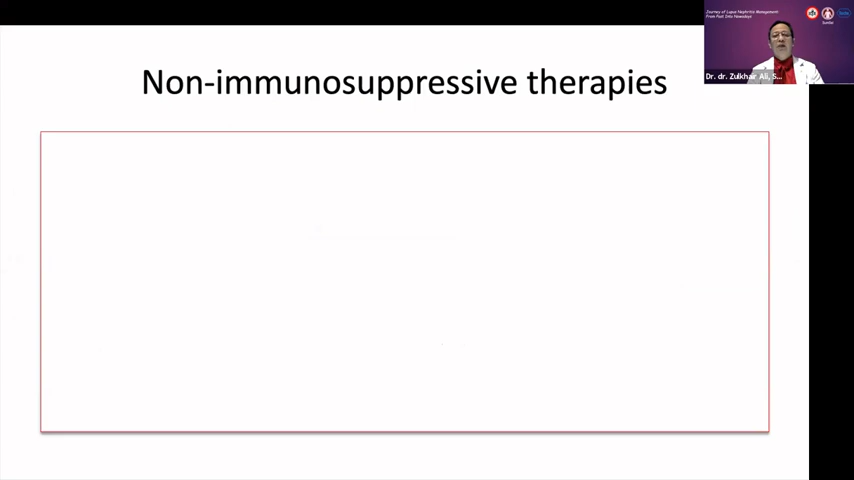 Journey of Lupus Nephritis Management:
From Past Into Nowadays
Dr. dr. Zulkhair Ali, S...
Non-immunosuppressive therapies